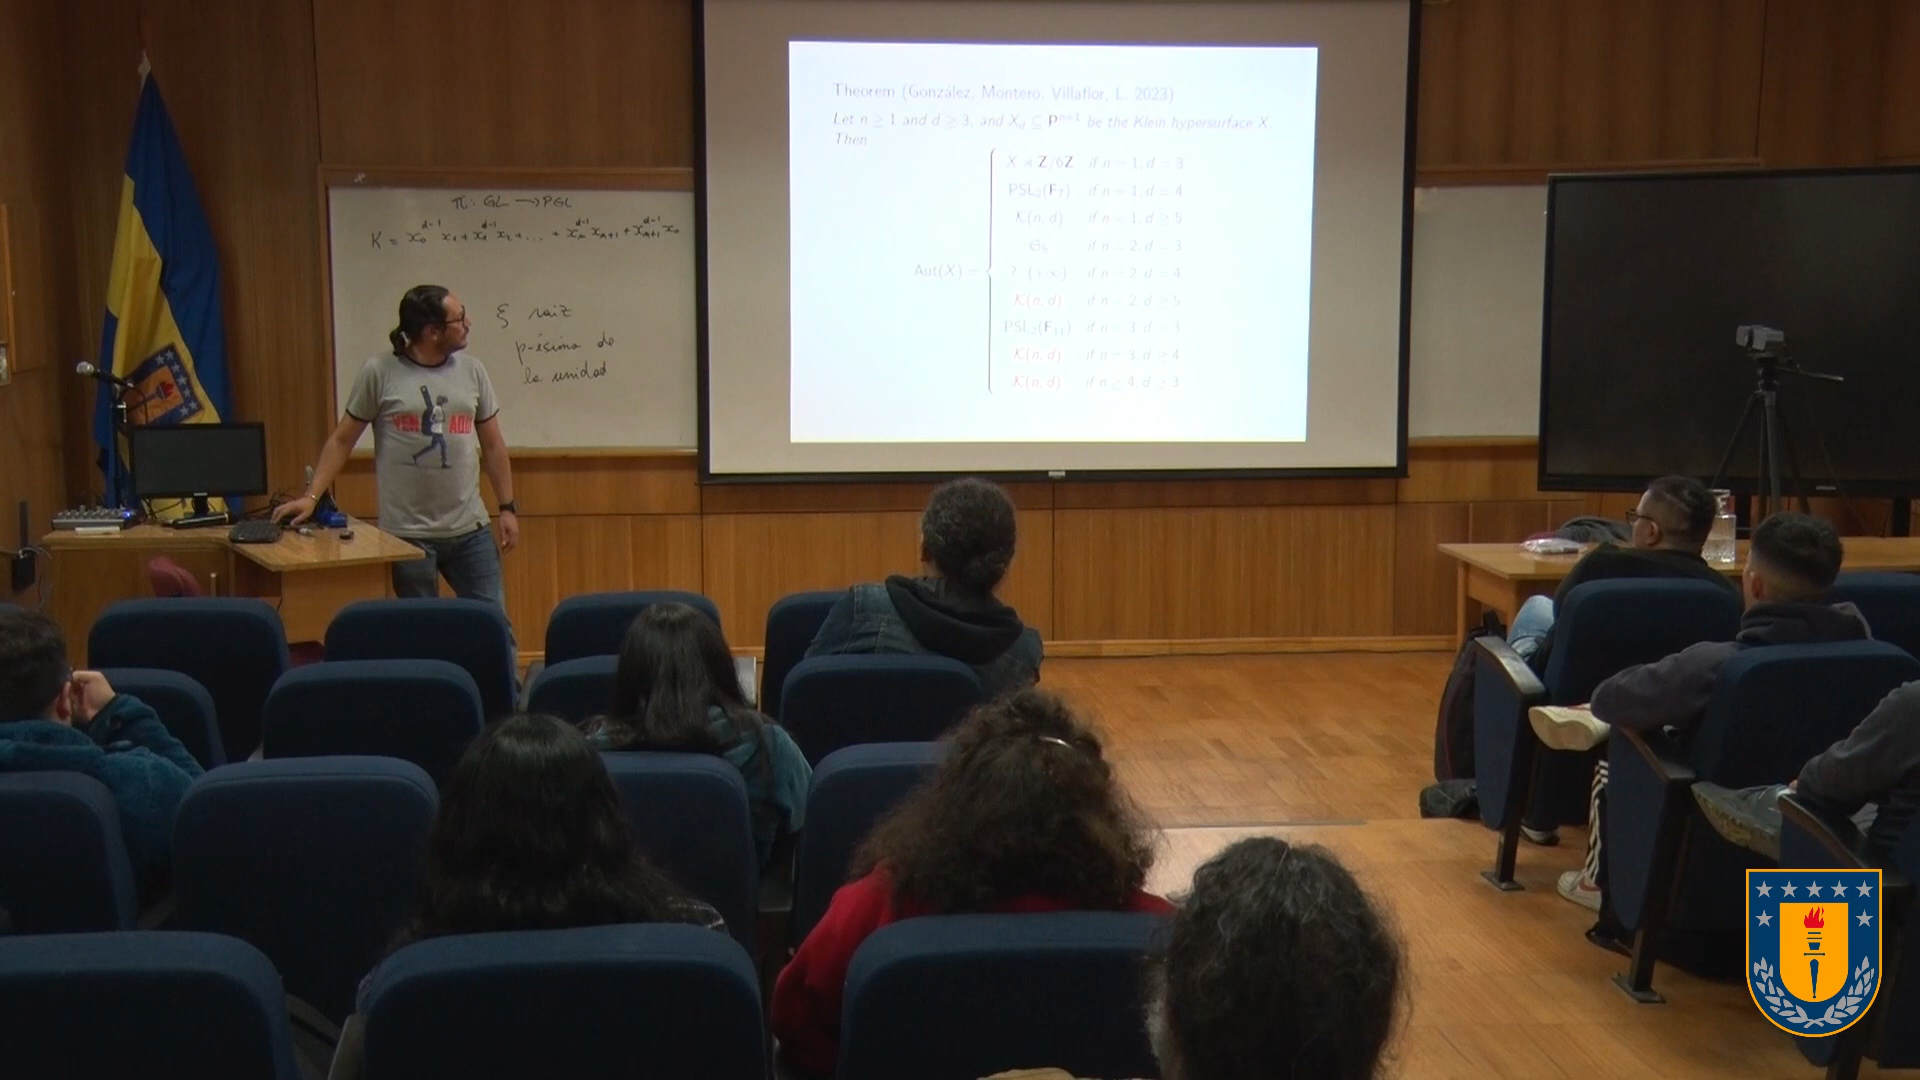 π: GL → PGL
K = x₀^{d-1} x₁ + x₁^{d-1} x₂ + ... + x_n^{d-1} x_{n+1} + x_{n+1}^{d-1} x₀
ξ raiz
p-ésima de
la unidad
VEN AQUÍ
Theorem (González, Montero, Villaflor, L. 2023)
Let n ≥ 1 and d ≥ 3, and X_d ⊆ P^{n+1} be the Klein hypersurface X.
Then
X ⋊ Z/6Z if n = 1, d = 3
PSL₂(F₇) if n = 1, d = 4
K(n, d) if n = 1, d ≥ 5
if n = 2, d = 3
Aut(X) = ? (+∞) if n = 2, d = 4
K(n, d) if n = 2, d ≥ 5
PSL₂(F₁₁) if n = 3, d = 3
K(n, d) if n = 3, d ≥ 4
K(n, d) if n ≥ 4, d ≥ 3